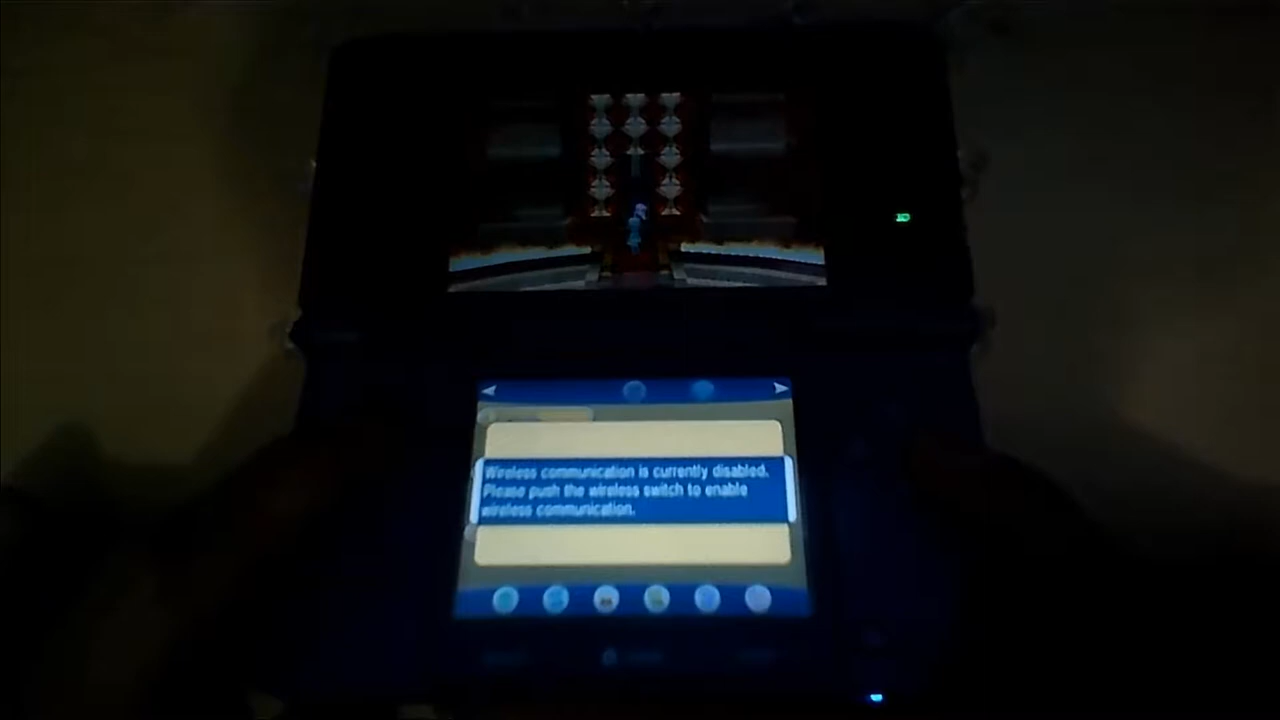 Wireless communication is currently disabled.
Please push the wireless switch to enable
wireless communication.